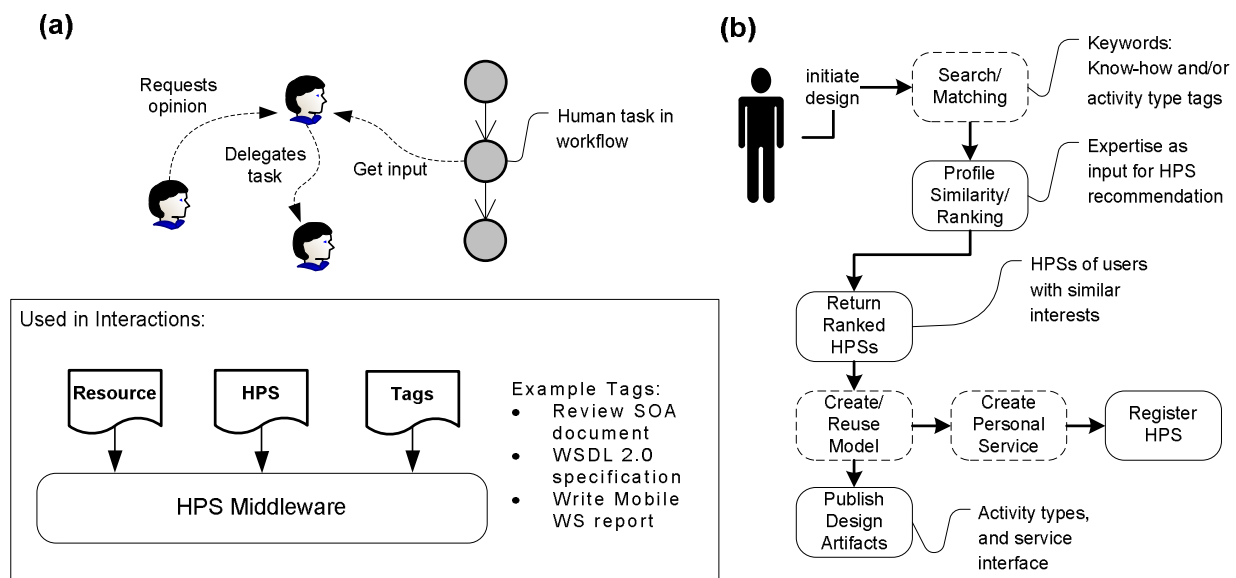 (a)
Requests
opinion
Delegates
task
Get input
Human task in
workflow
Used in Interactions:
Resource
HPS
Tags
HPS Middleware
Example Tags:
• Review SOA
document
• WSDL 2.0
specification
• Write Mobile
WS report
(b)
initiate
design
Search/
Matching
Keywords:
Know-how and/or
activity type tags
Profile
Similarity/
Ranking
Expertise as
input for HPS
recommendation
Return
Ranked
HPSs
HPSs of users
with similar
interests
Create/
Reuse
Model
Create
Personal
Service
Register
HPS
Publish
Design
Artifacts
Activity types,
and service
interface